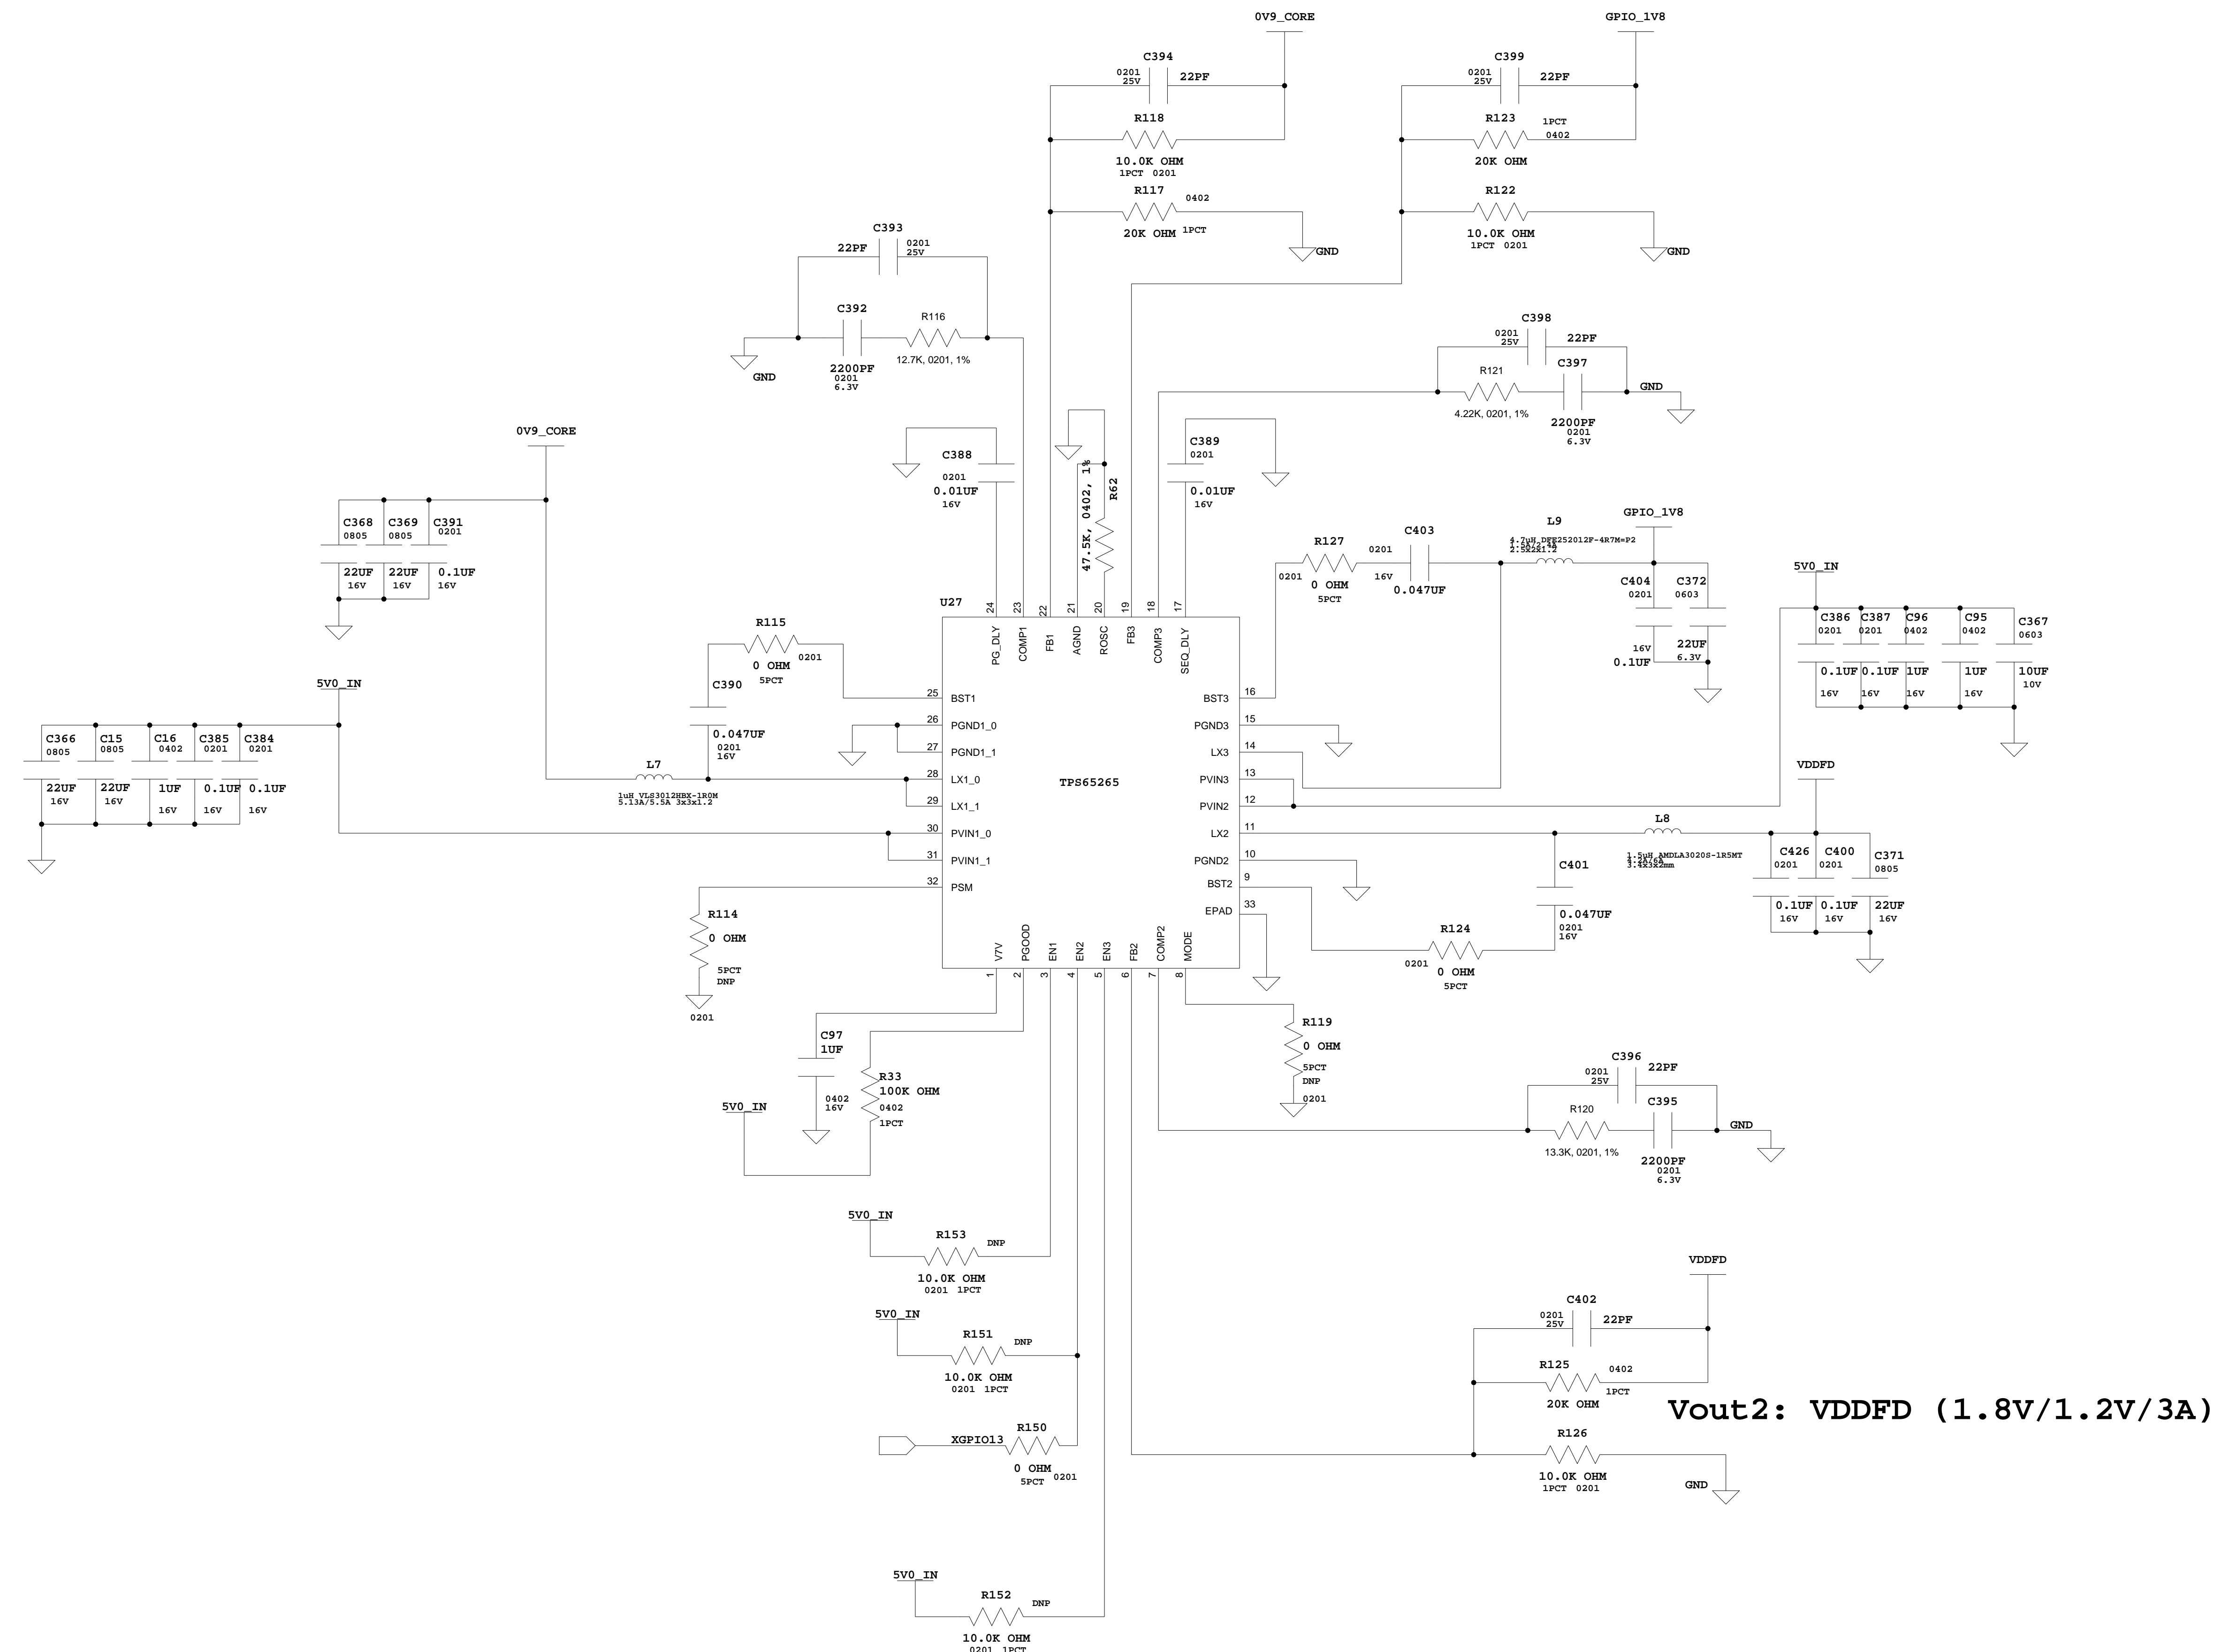 0V9_CORE
GPIO_1V8
C394
0201
25V
22PF
R118
10.0K OHM
1PCT 0201
R117
0402
20K OHM
1PCT
GND
C399
0201
25V
22PF
R123
1PCT
0402
20K OHM
R122
10.0K OHM
1PCT 0201
GND
C393
22PF
0201
25V
C392
R116
2200PF
0201
6.3V
12.7K, 0201, 1%
GND
C398
0201
25V
22PF
C397
R121
4.22K, 0201, 1%
GND
2200PF
0201
6.3V
0V9_CORE
C368
0805
22UF
16V
C369
0805
22UF
16V
C391
0201
0.1UF
16V
C388
0201
0.01UF
16V
47.5K, 0402, 1%
R62
C389
0201
0.01UF
16V
R127
0201
0 OHM
5PCT
C403
0201
16V
0.047UF
L9
4.7uH_DFE252012F-4R7M=P2
2.5x2x1.2
GPIO_1V8
C404
0201
16V
0.1UF
C372
0603
22UF
6.3V
5V0_IN
C386
0201
0.1UF
16V
C387
0201
0.1UF
16V
C96
0402
1UF
16V
C95
0402
1UF
16V
C367
0603
10UF
10V
R115
0201
0 OHM
5PCT
C390
0.047UF
0201
16V
5V0_IN
C366
0805
22UF
16V
C15
0805
22UF
16V
C16
0402
1UF
16V
C385
0201
0.1UF
16V
C384
0201
0.1UF
16V
L7
1uH_VLS3012HBX-1R0M
5.13A/5.5A 3x3x1.2
U27
TPS65265
24 PG_DLY
23 COMP1
22 FB1
21 AGND
20 ROSC
19 FB3
18 COMP3
17 SEQ_DLY
25 BST1
26 PGND1_0
27 PGND1_1
28 LX1_0
29 LX1_1
30 PVIN1_0
31 PVIN1_1
32 PSM
16 BST3
15 PGND3
14 LX3
13 PVIN3
12 PVIN2
11 LX2
10 PGND2
9 BST2
33 EPAD
1 V7V
2 PGOOD
3 EN1
4 EN2
5 EN3
6 FB2
7 COMP2
8 MODE
VDDFD
L8
1.5uH_AMDLA3020S-1R5MT
3.4x3x2mm
C426
0201
0.1UF
16V
C400
0201
0.1UF
16V
C371
0805
22UF
16V
C401
0.047UF
0201
16V
R124
0201
0 OHM
5PCT
R114
0 OHM
5PCT
DNP
0201
C97
1UF
0402
16V
R33
100K OHM
0402
1PCT
5V0_IN
R119
0 OHM
5PCT
DNP
0201
C396
0201
25V
22PF
C395
R120
13.3K, 0201, 1%
GND
2200PF
0201
6.3V
5V0_IN
R153
DNP
10.0K OHM
0201 1PCT
5V0_IN
R151
DNP
10.0K OHM
0201 1PCT
XGPIO13
R150
0 OHM
5PCT
0201
5V0_IN
R152
DNP
10.0K OHM
0201 1PCT
VDDFD
C402
0201
25V
22PF
R125
0402
1PCT
20K OHM
R126
10.0K OHM
1PCT 0201
GND
Vout2: VDDFD (1.8V/1.2V/3A)